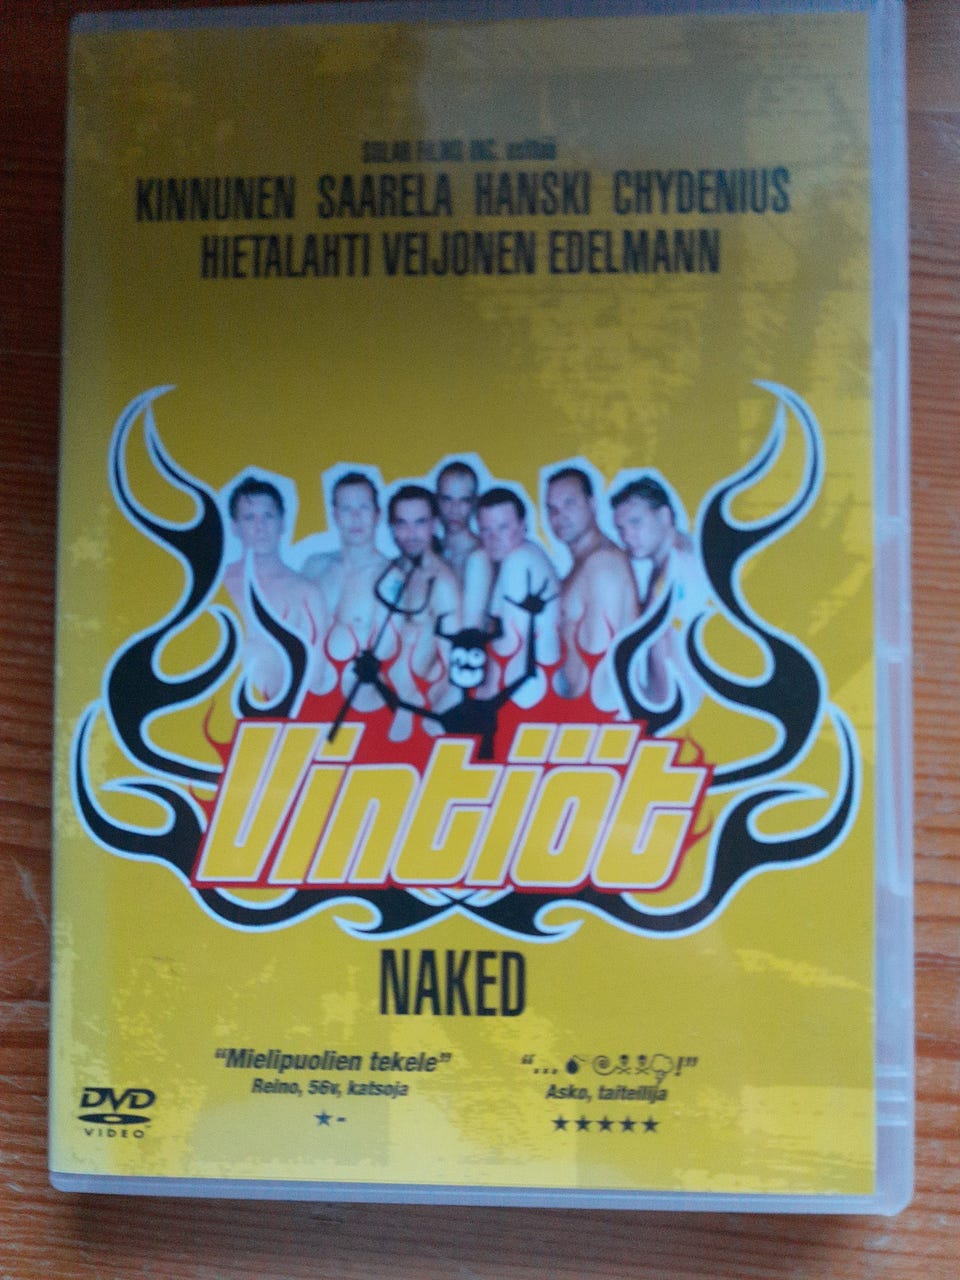 SOLAR FILMS INC. esittää
KINNUNEN SAARELA HANSKI CHYDENIUS
HIETALAHTI VEIJONEN EDELMANN
Vintiöt
NAKED
“Mielipuolien tekele”
Reino, 56v, katsoja
★-
“...💣 @☠☠!”
Asko, taiteilija
★★★★★
DVD
VIDEO